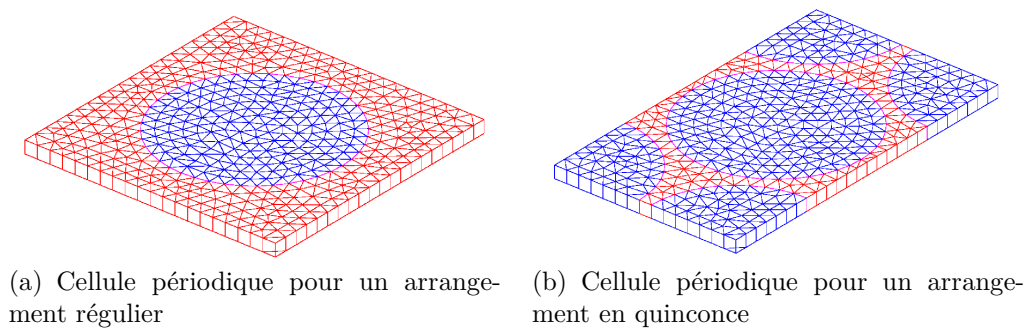 (a) Cellule périodique pour un arrange-
ment régulier
(b) Cellule périodique pour un arrange-
ment en quinconce